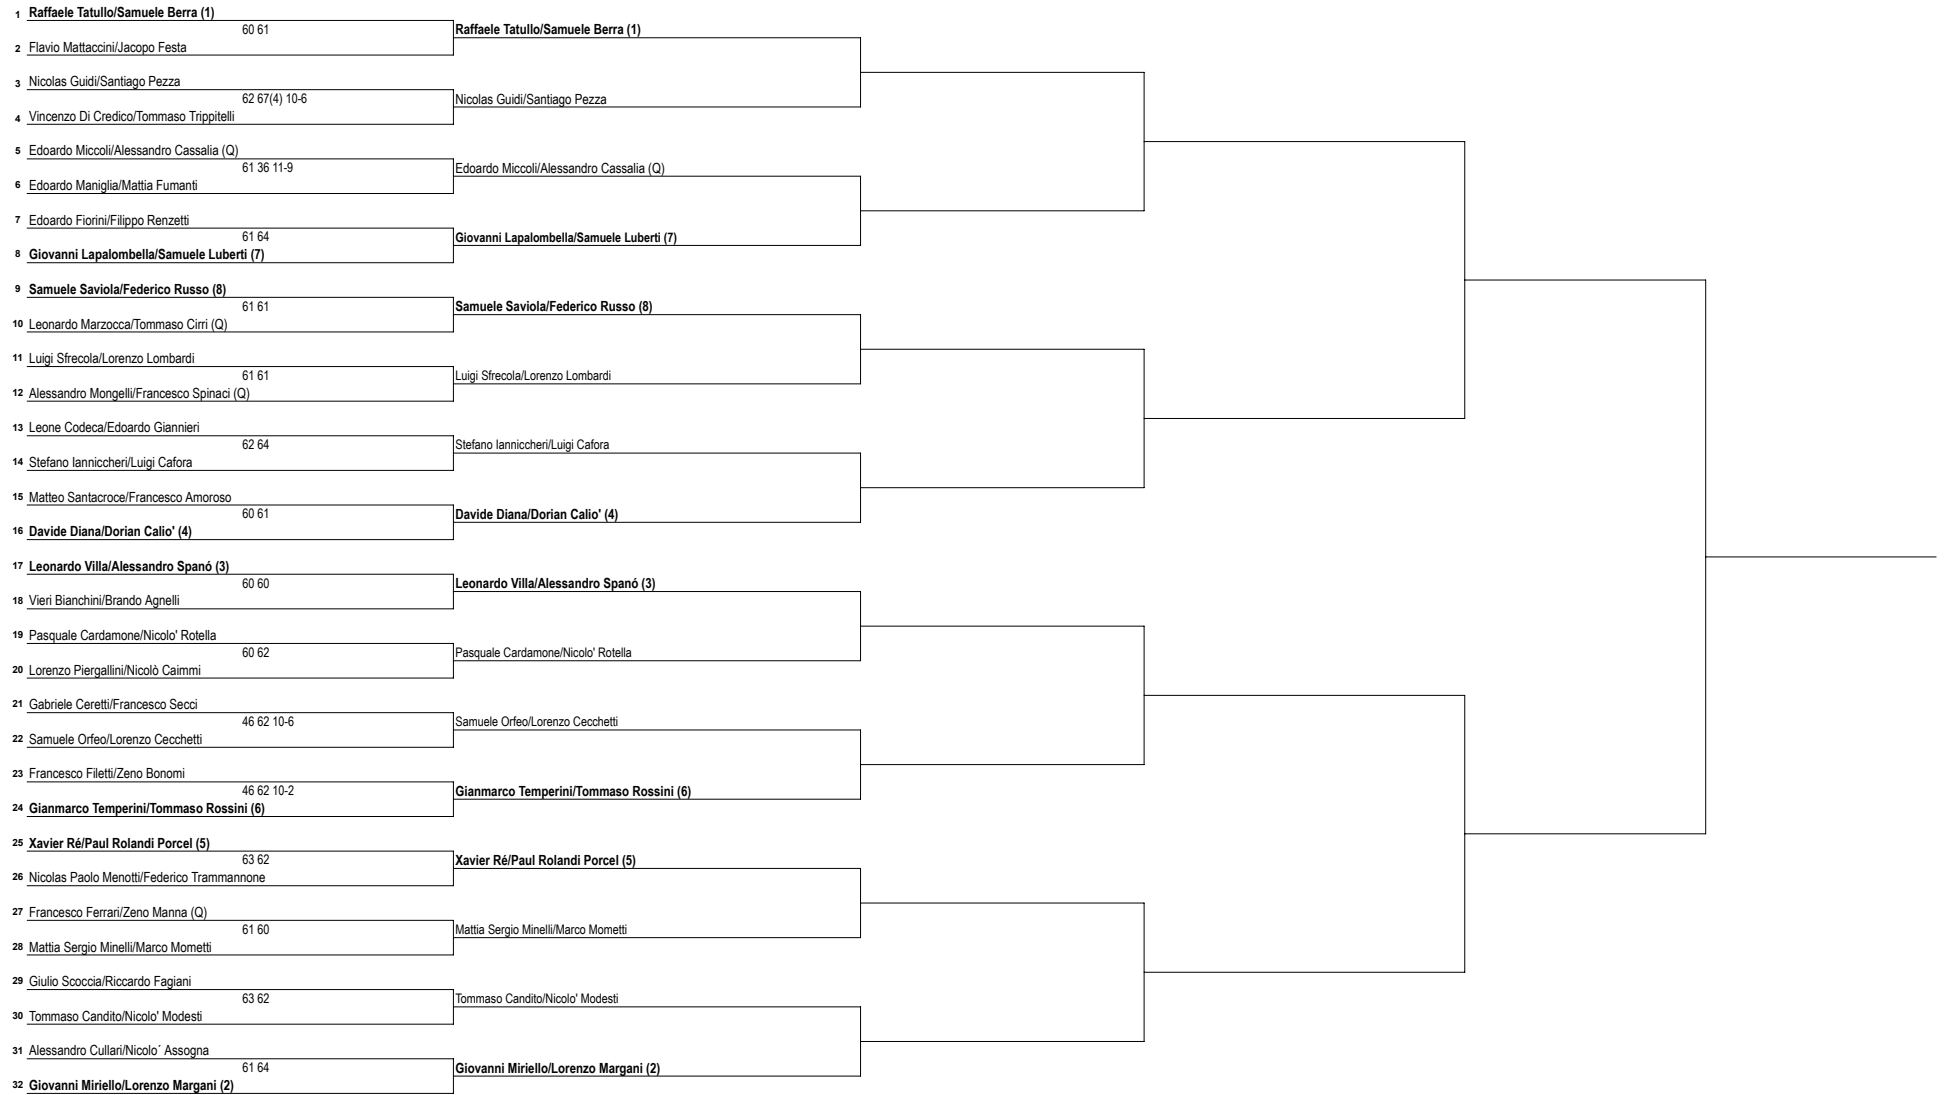 1 Raffaele Tatullo/Samuele Berra (1)
60 61
Raffaele Tatullo/Samuele Berra (1)
2 Flavio Mattaccini/Jacopo Festa
3 Nicolas Guidi/Santiago Pezza
62 67(4) 10-6
Nicolas Guidi/Santiago Pezza
4 Vincenzo Di Credico/Tommaso Trippitelli
5 Edoardo Miccoli/Alessandro Cassalia (Q)
61 36 11-9
Edoardo Miccoli/Alessandro Cassalia (Q)
6 Edoardo Maniglia/Mattia Fumanti
7 Edoardo Fiorini/Filippo Renzetti
61 64
Giovanni Lapalombella/Samuele Luberti (7)
8 Giovanni Lapalombella/Samuele Luberti (7)
9 Samuele Saviola/Federico Russo (8)
61 61
Samuele Saviola/Federico Russo (8)
10 Leonardo Marzocca/Tommaso Cirri (Q)
11 Luigi Sfrecola/Lorenzo Lombardi
61 61
Luigi Sfrecola/Lorenzo Lombardi
12 Alessandro Mongelli/Francesco Spinaci (Q)
13 Leone Codeca/Edoardo Giannieri
62 64
Stefano Ianniccheri/Luigi Cafora
14 Stefano Ianniccheri/Luigi Cafora
15 Matteo Santacroce/Francesco Amoroso
60 61
Davide Diana/Dorian Calio' (4)
16 Davide Diana/Dorian Calio' (4)
17 Leonardo Villa/Alessandro Spanó (3)
60 60
Leonardo Villa/Alessandro Spanó (3)
18 Vieri Bianchini/Brando Agnelli
19 Pasquale Cardamone/Nicolo' Rotella
60 62
Pasquale Cardamone/Nicolo' Rotella
20 Lorenzo Piergallini/Nicolò Caimmi
21 Gabriele Ceretti/Francesco Secci
46 62 10-6
Samuele Orfeo/Lorenzo Cecchetti
22 Samuele Orfeo/Lorenzo Cecchetti
23 Francesco Filetti/Zeno Bonomi
46 62 10-2
Gianmarco Temperini/Tommaso Rossini (6)
24 Gianmarco Temperini/Tommaso Rossini (6)
25 Xavier Ré/Paul Rolandi Porcel (5)
63 62
Xavier Ré/Paul Rolandi Porcel (5)
26 Nicolas Paolo Menotti/Federico Trammannone
27 Francesco Ferrari/Zeno Manna (Q)
61 60
Mattia Sergio Minelli/Marco Mometti
28 Mattia Sergio Minelli/Marco Mometti
29 Giulio Scoccia/Riccardo Fagiani
63 62
Tommaso Candito/Nicolo' Modesti
30 Tommaso Candito/Nicolo' Modesti
31 Alessandro Cullari/Nicolo´ Assogna
61 64
Giovanni Miriello/Lorenzo Margani (2)
32 Giovanni Miriello/Lorenzo Margani (2)